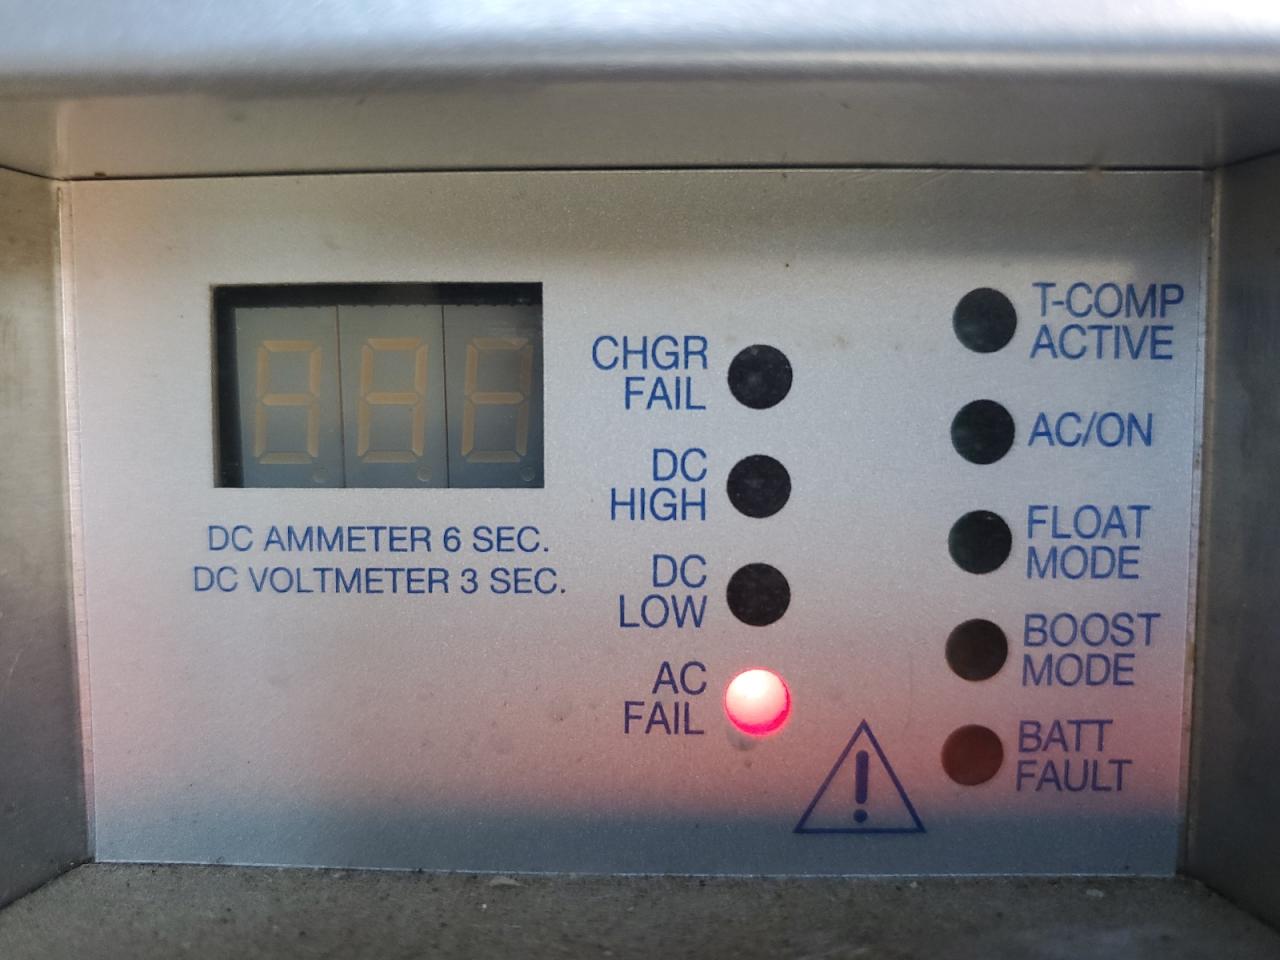 DC AMMETER 6 SEC.
DC VOLTMETER 3 SEC.
CHGR
FAIL
DC
HIGH
DC
LOW
AC
FAIL
!
T-COMP
ACTIVE
AC/ON
FLOAT
MODE
BOOST
MODE
BATT
FAULT